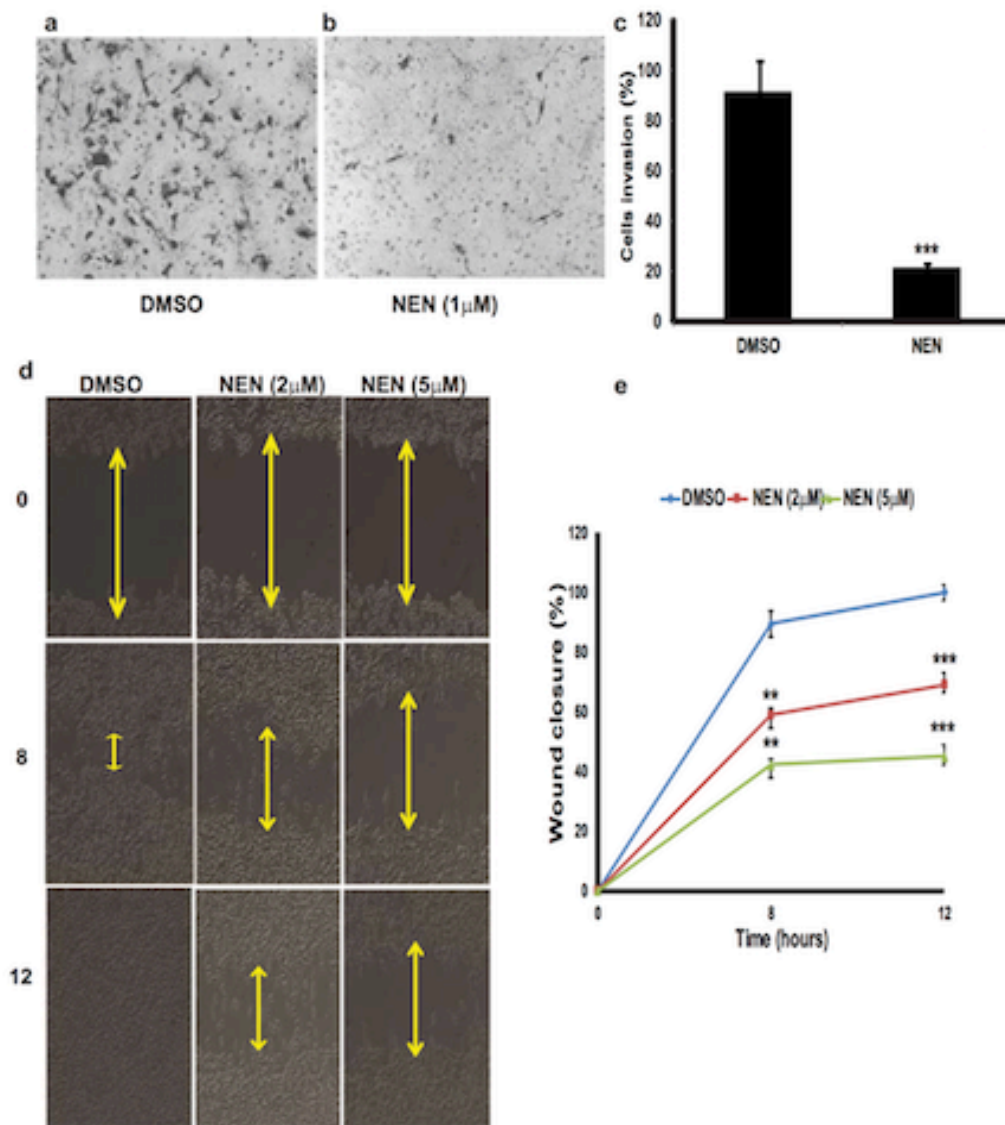 a
b
DMSO
NEN (1μM)
c
Cells invasion (%)
120
100
80
60
40
20
0
***
DMSO
NEN
d
DMSO
NEN (2μM)
NEN (5μM)
0
8
12
e
DMSO
NEN (2μM)
NEN (5μM)
Wound closure (%)
120
100
80
60
40
20
0
**
**
***
***
0
8
12
Time (hours)